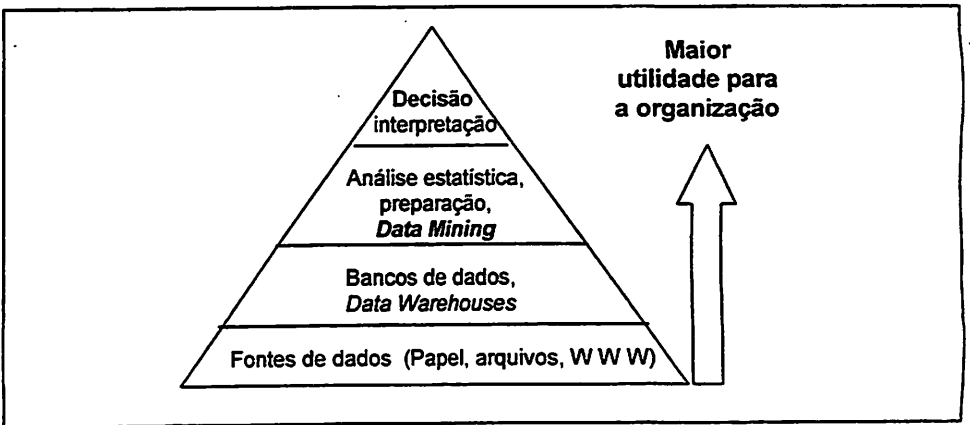 Maior
utilidade para
a organização
Decisão
interpretação
Análise estatística,
preparação,
Data Mining
Bancos de dados,
Data Warehouses
Fontes de dados (Papel, arquivos, W W W)